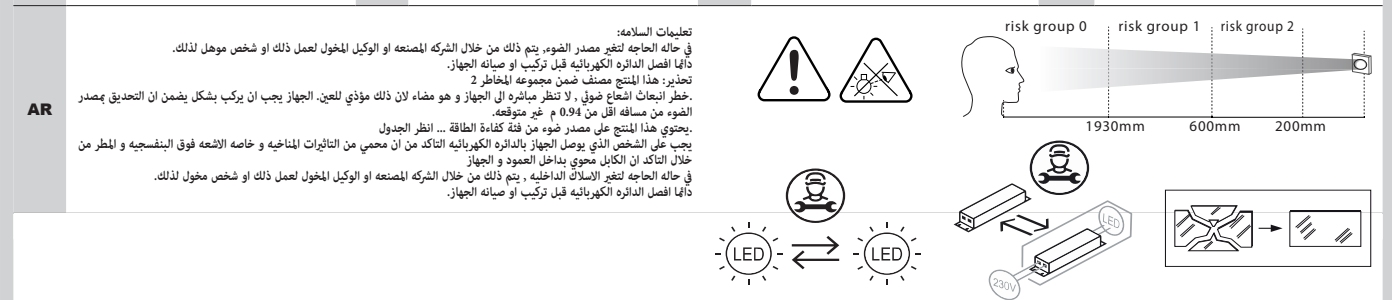 تعليمات السلامه:
في حاله الحاجه لتغير مصدر الضوء, يتم ذلك من خلال الشركه المصنعه او الوكيل المخول لعمل ذلك او شخص موهل لذلك.
دائما افصل الدائره الكهربائيه قبل تركيب او صيانه الجهاز.
تحذير: هذا المنتج مصنف ضمن مجموعه المخاطر 2
.خطر انبعاث اشعاع ضوئي , لا تنظر مباشره الى الجهاز و هو مضاء لان ذلك مؤذي للعين. الجهاز يجب ان يركب بشكل يضمن ان التحديق بمصدر
الضوء من مسافه اقل من 0.94 م غير متوقعه.
.يحتوي هذا المنتج على مصدر ضوء من فئة كفاءة الطاقة ... انظر الجدول
يجب على الشخص الذي يوصل الجهاز بالدائره الكهربائيه التاكد من ان محمي من التاثيرات المناخيه و خاصه الاشعه فوق البنفسجيه و المطر من
خلال التاكد ان الكابل محوي بداخل العمود و الجهاز
في حاله الحاجه لتغير الاسلاك الداخليه , يتم ذلك من خلال الشركه المصنعه او الوكيل المخول لعمل ذلك او شخص مخول لذلك.
دائما افصل الدائره الكهربائيه قبل تركيب او صيانه الجهاز.
AR
risk group 0 risk group 1 risk group 2
1930mm 600mm 200mm
LED LED
LED
230V